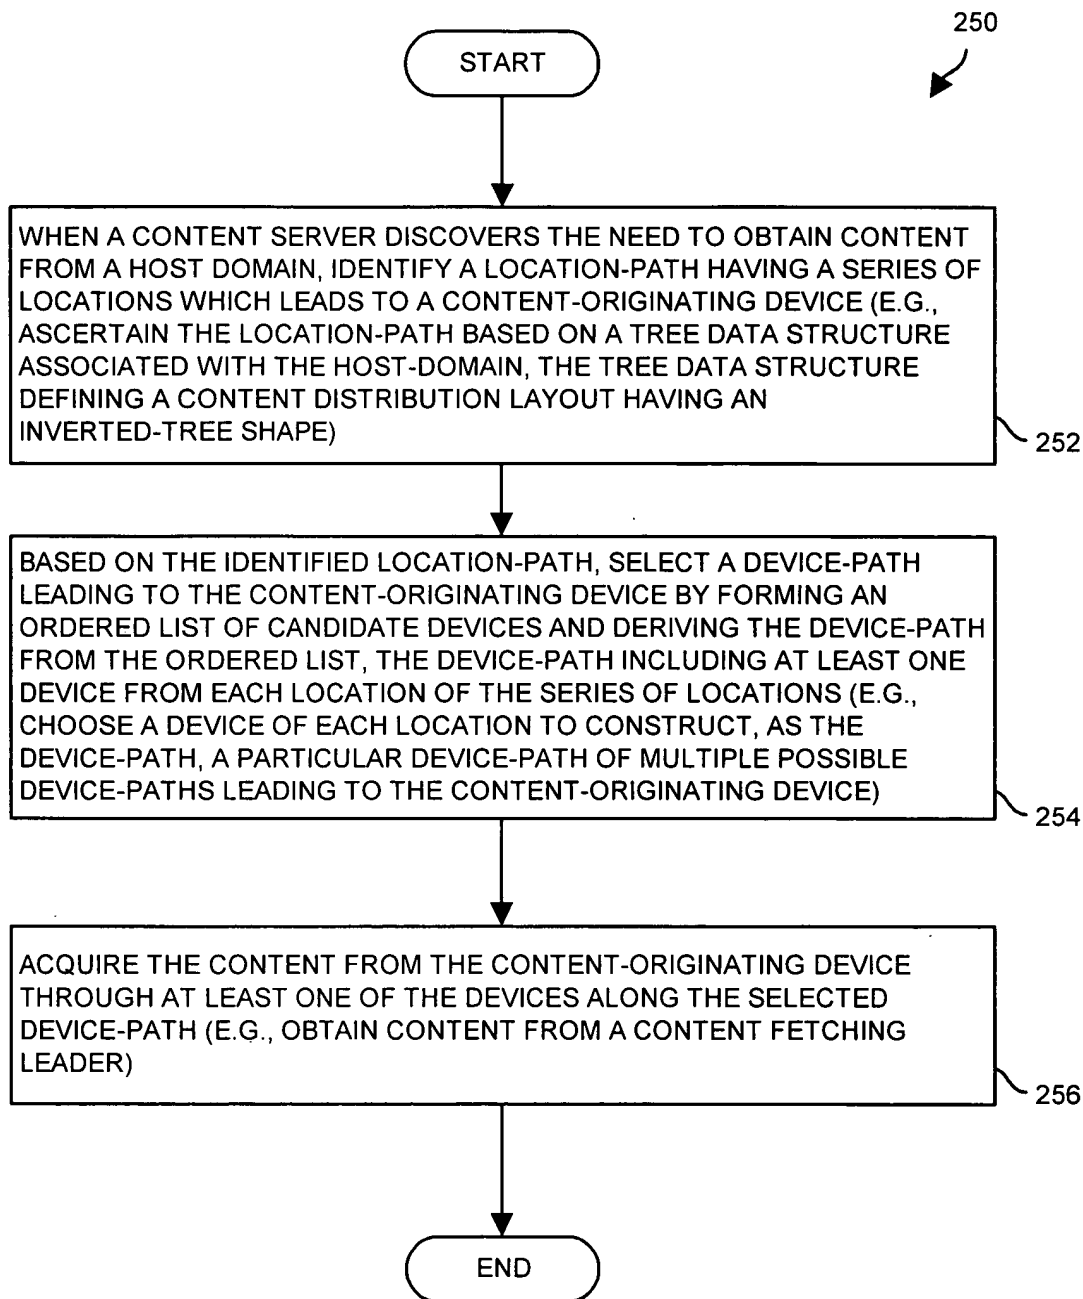 250
START
WHEN A CONTENT SERVER DISCOVERS THE NEED TO OBTAIN CONTENT
FROM A HOST DOMAIN, IDENTIFY A LOCATION-PATH HAVING A SERIES OF
LOCATIONS WHICH LEADS TO A CONTENT-ORIGINATING DEVICE (E.G.,
ASCERTAIN THE LOCATION-PATH BASED ON A TREE DATA STRUCTURE
ASSOCIATED WITH THE HOST-DOMAIN, THE TREE DATA STRUCTURE
DEFINING A CONTENT DISTRIBUTION LAYOUT HAVING AN
INVERTED-TREE SHAPE)
252
BASED ON THE IDENTIFIED LOCATION-PATH, SELECT A DEVICE-PATH
LEADING TO THE CONTENT-ORIGINATING DEVICE BY FORMING AN
ORDERED LIST OF CANDIDATE DEVICES AND DERIVING THE DEVICE-PATH
FROM THE ORDERED LIST, THE DEVICE-PATH INCLUDING AT LEAST ONE
DEVICE FROM EACH LOCATION OF THE SERIES OF LOCATIONS (E.G.,
CHOOSE A DEVICE OF EACH LOCATION TO CONSTRUCT, AS THE
DEVICE-PATH, A PARTICULAR DEVICE-PATH OF MULTIPLE POSSIBLE
DEVICE-PATHS LEADING TO THE CONTENT-ORIGINATING DEVICE)
254
ACQUIRE THE CONTENT FROM THE CONTENT-ORIGINATING DEVICE
THROUGH AT LEAST ONE OF THE DEVICES ALONG THE SELECTED
DEVICE-PATH (E.G., OBTAIN CONTENT FROM A CONTENT FETCHING
LEADER)
256
END